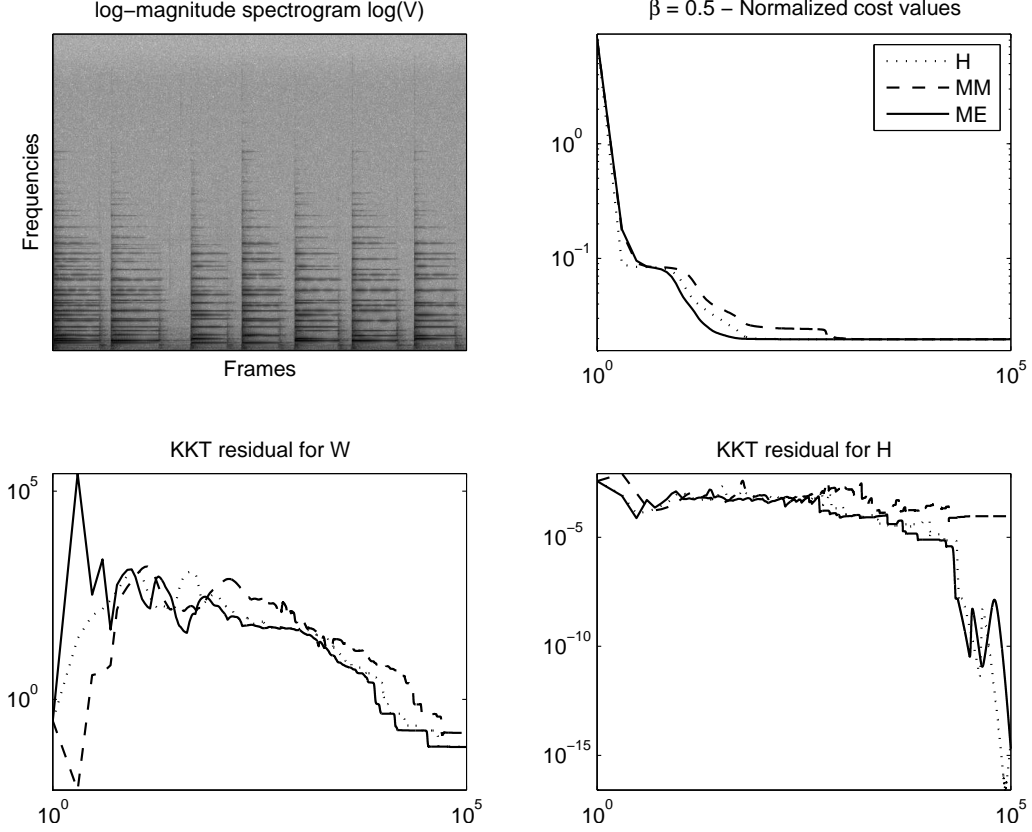 log−magnitude spectrogram log(V)
Frequencies
Frames
β = 0.5 − Normalized cost values
H
MM
ME
10^0
10^−1
10^0
10^5
KKT residual for W
10^5
10^0
10^0
10^5
KKT residual for H
10^−5
10^−10
10^−15
10^0
10^5